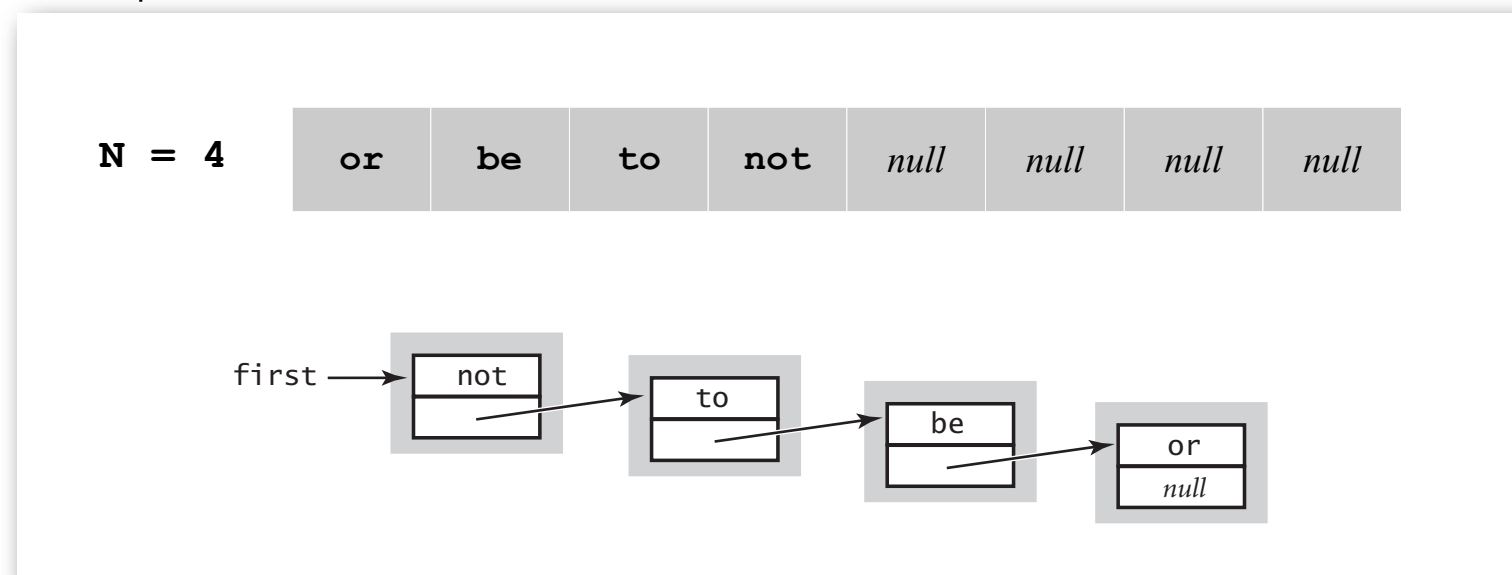 N = 4 or be to not null null null null
first not
to
be
or
null